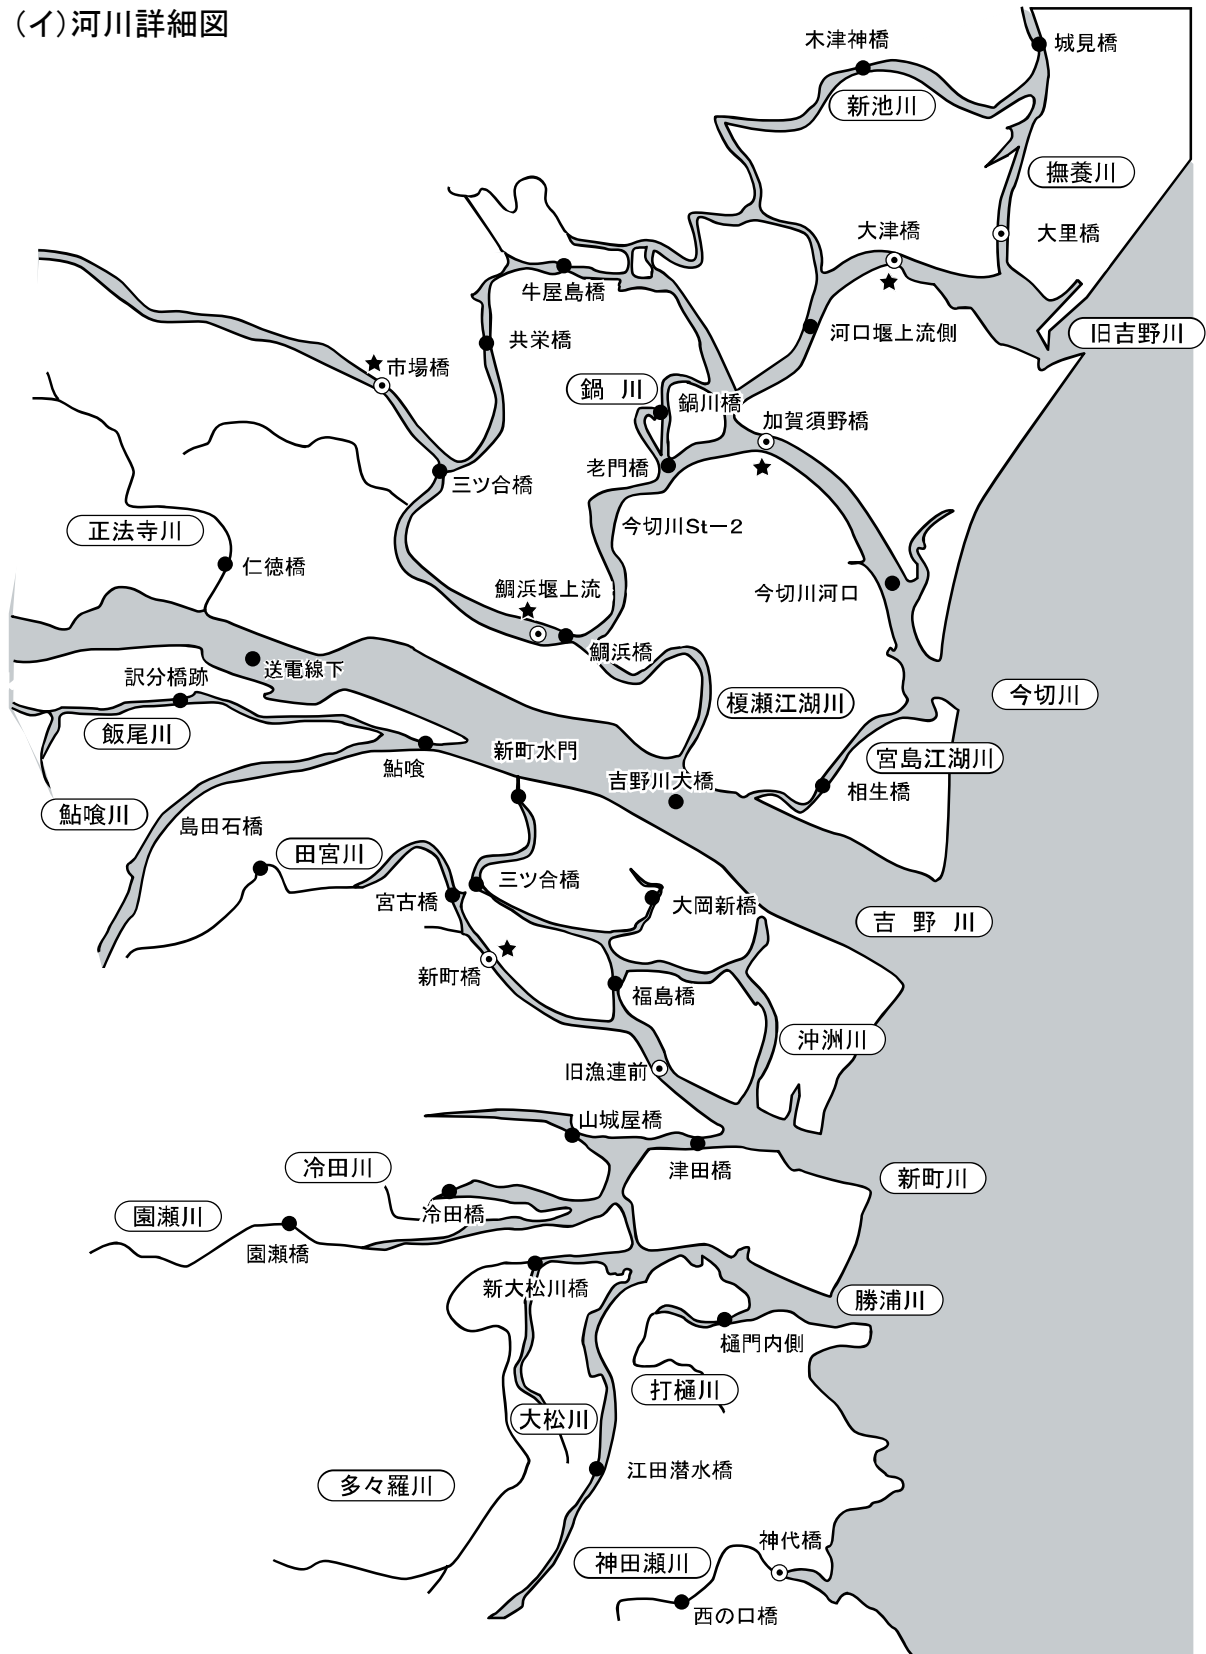 （イ）河川詳細図
木津神橋
城見橋
新池川
撫養川
大津橋
大里橋
牛屋島橋
旧吉野川
河口堰上流側
共栄橋
★市場橋
★
鍋 川
鍋川橋
加賀須野橋
★
老門橋
三ツ合橋
今切川St－2
正法寺川
仁徳橋
鯛浜堰上流
★
今切川河口
鯛浜橋
送電線下
訳分橋跡
今切川
榎瀬江湖川
飯尾川
新町水門
宮島江湖川
鮎喰
吉野川大橋
相生橋
鮎喰川
島田石橋
田宮川
三ツ合橋
宮古橋
大岡新橋
吉 野 川
★
新町橋
福島橋
沖洲川
旧漁連前
山城屋橋
冷田川
津田橋
新町川
園瀬川
冷田橋
園瀬橋
新大松川橋
勝浦川
樋門内側
打樋川
大松川
江田潜水橋
多々羅川
神代橋
神田瀬川
西の口橋